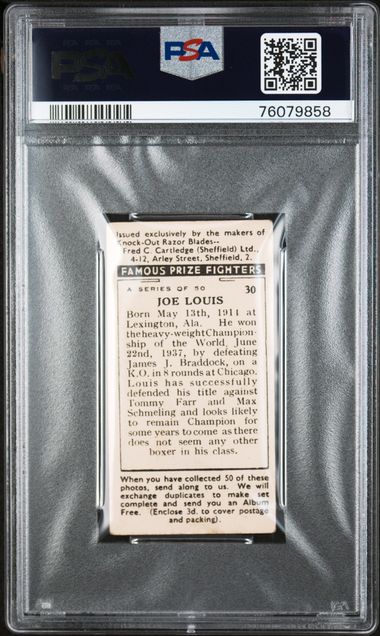 PSA
PSA
76079858
Issued exclusively by the makers of
Knock-Out Razor Blades--
Fred C. Cartledge (Sheffield) Ltd.,
4-12, Arley Street, Sheffield, 2.
FAMOUS PRIZE FIGHTERS
A SERIES OF 50 30
JOE LOUIS
Born May 13th, 1914 at
Lexington, Ala. He won
the heavy-weight Champion-
ship of the World, June
22nd, 1937, by defeating
James J. Braddock, on a
K.O. in 8 rounds at Chicago.
Louis has successfully
defended his title against
Tommy Farr and Max
Schmeling and looks likely
to remain Champion for
some years to come as there
does not seem any other
boxer in his class.
When you have collected 50 of these
photos, send along to us. We will
exchange duplicates to make set
complete and send you an Album
Free. (Enclose 3d. to cover postage
and packing).